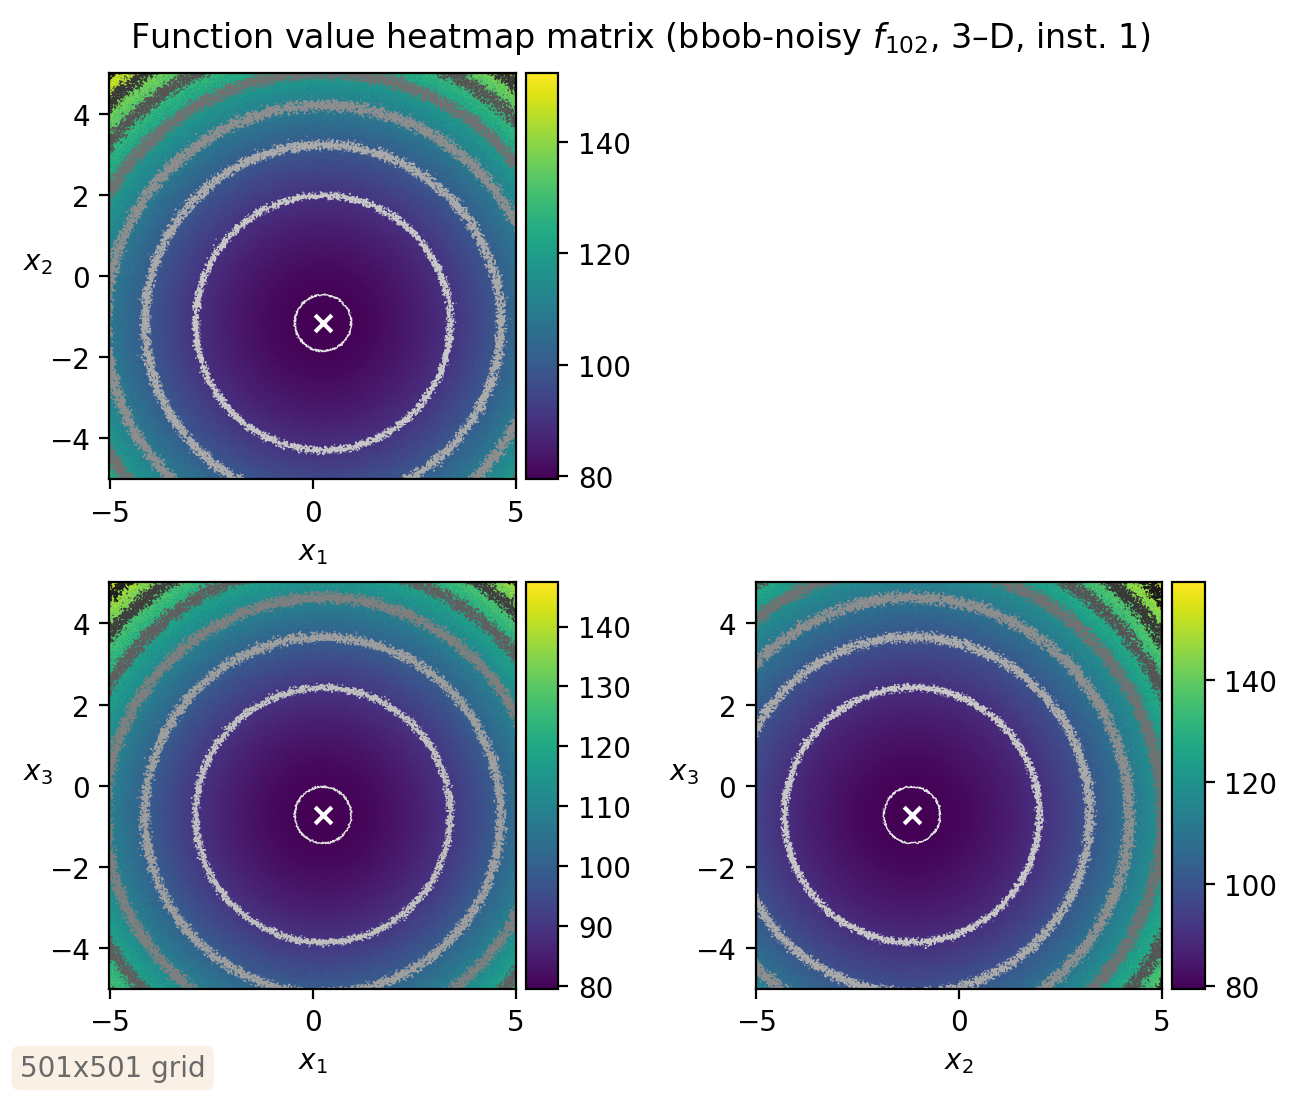 Function value heatmap matrix (bbob-noisy f₁₀₂, 3–D, inst. 1)
4
2
0
−2
−4
x₂
−5 0 5
x₁
140
120
100
80
4
2
0
−2
−4
x₃
−5 0 5
x₁
140
130
120
110
100
90
80
4
2
0
−2
−4
x₃
−5 0 5
x₂
140
120
100
80
501x501 grid